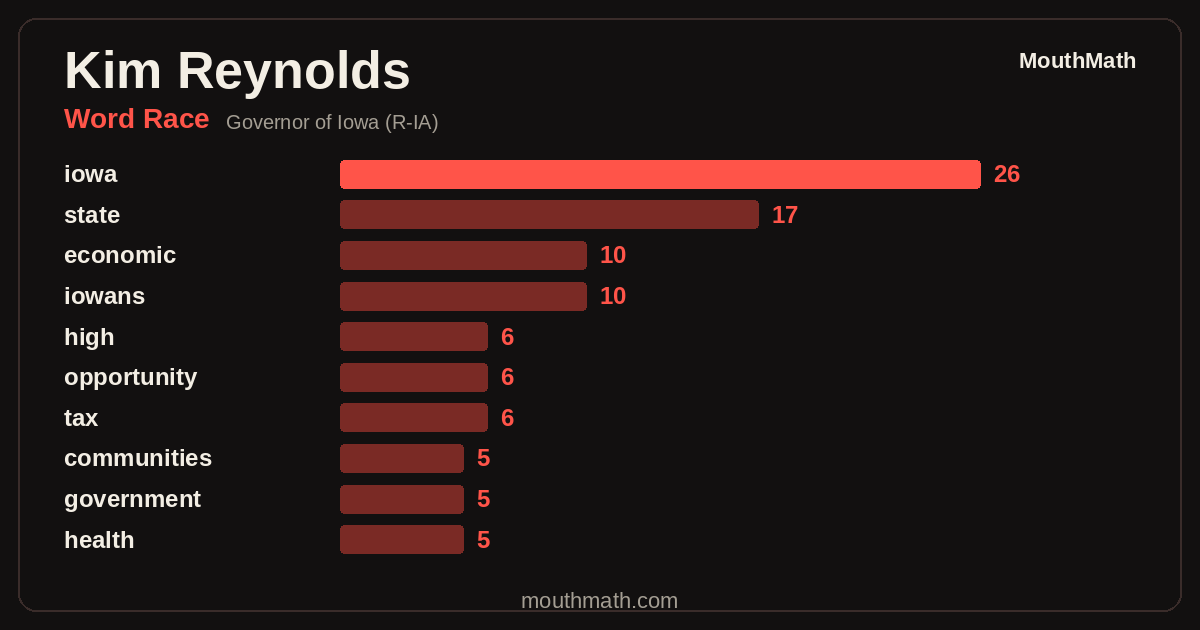 Kim Reynolds
MouthMath
Word Race Governor of Iowa (R-IA)
iowa 26
state 17
economic 10
iowans 10
high 6
opportunity 6
tax 6
communities 5
government 5
health 5
mouthmath.com